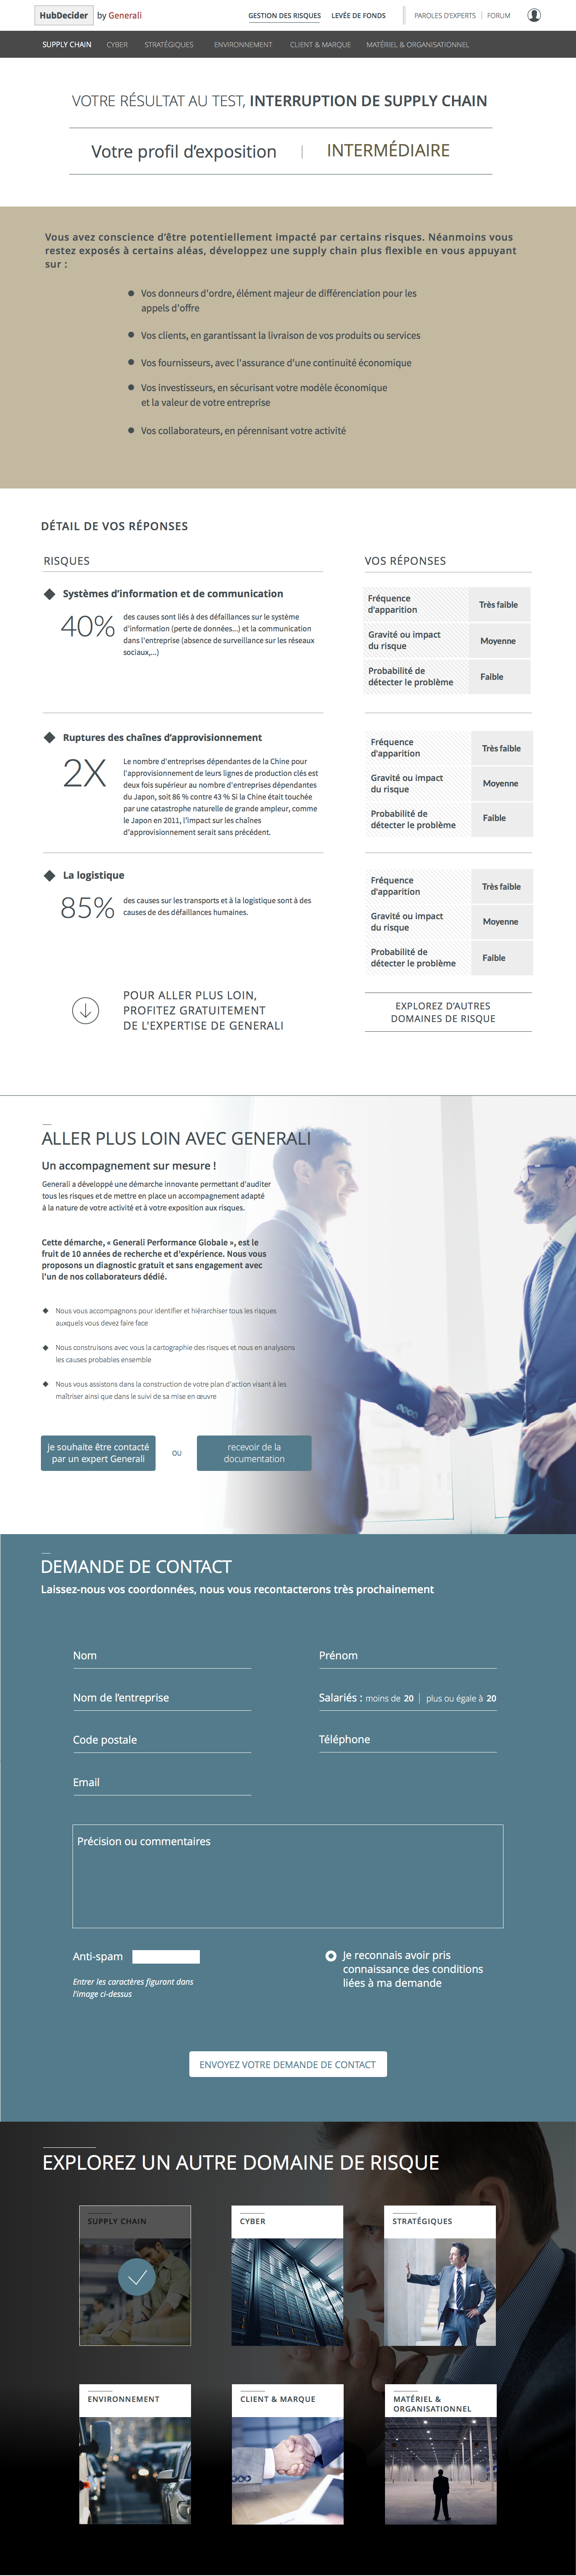 HubDecider by Generali
GESTION DES RISQUES LEVÉE DE FONDS PAROLES D'EXPERTS FORUM
SUPPLY CHAIN CYBER STRATÉGIQUES ENVIRONNEMENT CLIENT & MARQUE MATÉRIEL & ORGANISATIONNEL
VOTRE RÉSULTAT AU TEST, INTERRUPTION DE SUPPLY CHAIN
Votre profil d'exposition | INTERMÉDIAIRE
Vous avez conscience d'être potentiellement impacté par certains risques. Néanmoins vous
restez exposés à certains aléas, développez une supply chain plus flexible en vous appuyant
sur :
Vos donneurs d'ordre, élément majeur de différenciation pour les
appels d'offre
Vos clients, en garantissant la livraison de vos produits ou services
Vos fournisseurs, avec l'assurance d'une continuité économique
Vos investisseurs, en sécurisant votre modèle économique
et la valeur de votre entreprise
Vos collaborateurs, en pérennisant votre activité
DÉTAIL DE VOS RÉPONSES
RISQUES
VOS RÉPONSES
Systèmes d'information et de communication
40%
des causes sont liés à des défaillances sur le système
d'information (perte de données...) et la communication
dans l'entreprise (absence de surveillance sur les réseaux
sociaux,...)
Fréquence
d'apparition
Très faible
Gravité ou impact
du risque
Moyenne
Probabilité de
détecter le problème
Faible
Ruptures des chaînes d'approvisionnement
2X
Le nombre d'entreprises dépendantes de la Chine pour
l'approvisionnement de leurs lignes de production clés est
deux fois supérieur au nombre d'entreprises dépendantes
du Japon, soit 86 % contre 43 % Si la Chine était touchée
par une catastrophe naturelle de grande ampleur, comme
le Japon en 2011, l'impact sur les chaînes
d'approvisionnement serait sans précédent.
Fréquence
d'apparition
Très faible
Gravité ou impact
du risque
Moyenne
Probabilité de
détecter le problème
Faible
La logistique
85%
des causes sur les transports et à la logistique sont à des
causes de des défaillances humaines.
Fréquence
d'apparition
Très faible
Gravité ou impact
du risque
Moyenne
Probabilité de
détecter le problème
Faible
POUR ALLER PLUS LOIN,
PROFITEZ GRATUITEMENT
DE L'EXPERTISE DE GENERALI
EXPLOREZ D'AUTRES
DOMAINES DE RISQUE
ALLER PLUS LOIN AVEC GENERALI
Un accompagnement sur mesure !
Generali a développé une démarche innovante permettant d'auditer
tous les risques et de mettre en place un accompagnement adapté
à la nature de votre activité et à votre exposition aux risques.
Cette démarche, « Generali Performance Globale », est le
fruit de 10 années de recherche et d'expérience. Nous vous
proposons un diagnostic gratuit et sans engagement avec
l'un de nos collaborateurs dédié.
Nous vous accompagnons pour identifier et hiérarchiser tous les risques
auxquels vous devez faire face
Nous construisons avec vous la cartographie des risques et nous en analysons
les causes probables ensemble
Nous vous assistons dans la construction de votre plan d'action visant à les
maîtriser ainsi que dans le suivi de sa mise en œuvre
je souhaite être contacté
par un expert Generali
OU
recevoir de la
documentation
DEMANDE DE CONTACT
Laissez-nous vos coordonnées, nous vous recontacterons très prochainement
Nom
Prénom
Nom de l'entreprise
Salariés : moins de 20 | plus ou égale à 20
Code postale
Téléphone
Email
Précision ou commentaires
Anti-spam
Entrer les caractères figurant dans
l'image ci-dessus
Je reconnais avoir pris
connaissance des conditions
liées à ma demande
ENVOYEZ VOTRE DEMANDE DE CONTACT
EXPLOREZ UN AUTRE DOMAINE DE RISQUE
SUPPLY CHAIN
CYBER
STRATÉGIQUES
ENVIRONNEMENT
CLIENT & MARQUE
MATÉRIEL &
ORGANISATIONNEL